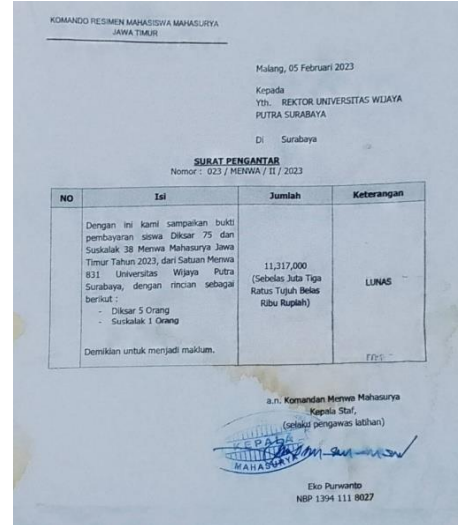 KOMANDO RESIMEN MAHASISWA MAHASURYA
JAWA TIMUR
Malang, 05 Februari 2023
Kepada
Yth. REKTOR UNIVERSITAS WIJAYA
PUTRA SURABAYA
Di Surabaya
SURAT PENGANTAR
Nomor : 023 / MENWA / II / 2023
NO Isi Jumlah Keterangan
Dengan ini kami sampaikan bukti
pembayaran siswa Diksar 75 dan
Suskalak 38 Menwa Mahasurya Jawa
Timur Tahun 2023, dari Satuan Menwa
831 Universitas Wijaya Putra
Surabaya, dengan rincian sebagai
berikut :
- Diksar 5 Orang
- Suskalak 1 Orang
Demikian untuk menjadi maklum.
11,317,000
(Sebelas Juta Tiga
Ratus Tujuh Belas
Ribu Rupiah)
LUNAS
a.n. Komandan Menwa Mahasurya
Kepala Staf,
(selaku pengawas latihan)
KEPALA
MAHASURYA
Eko Purwanto
NBP 1394 111 8027